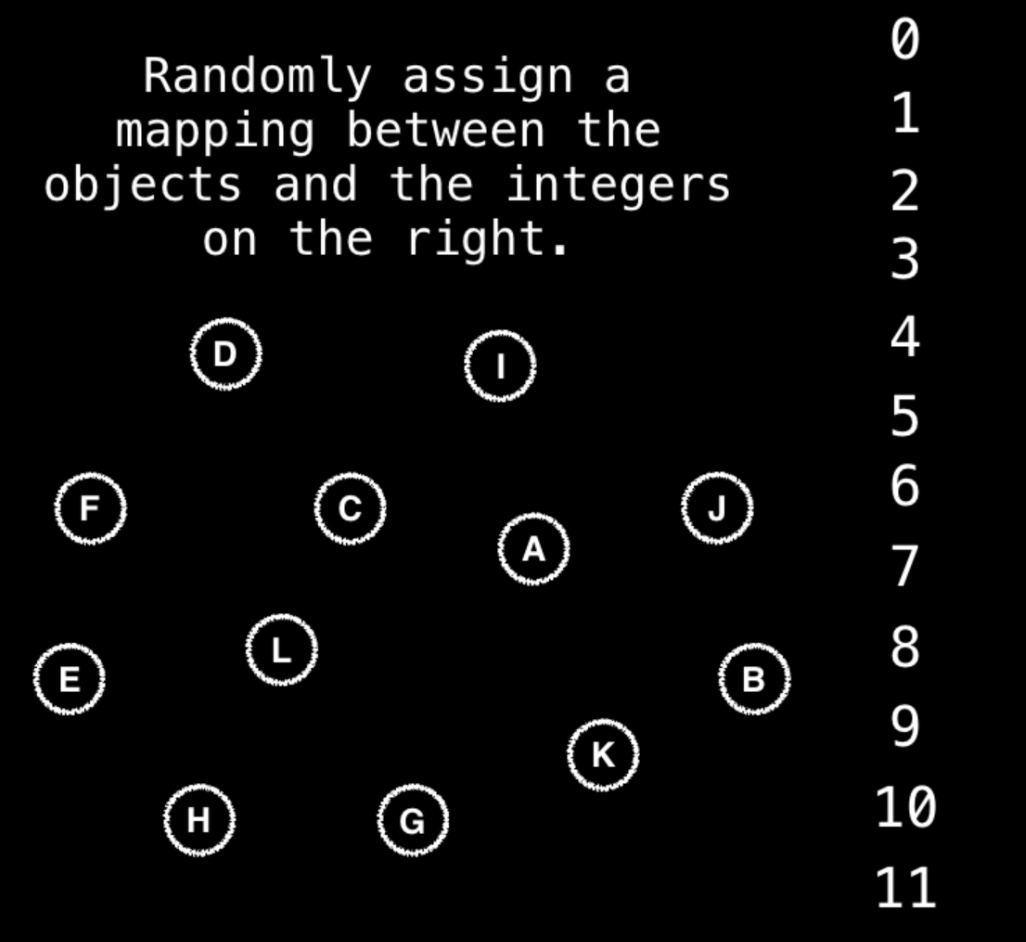 Randomly assign a
mapping between the
objects and the integers
on the right.
0
1
2
3
4
5
6
7
8
9
10
11
D
I
F
C
A
J
L
E
B
K
H
G